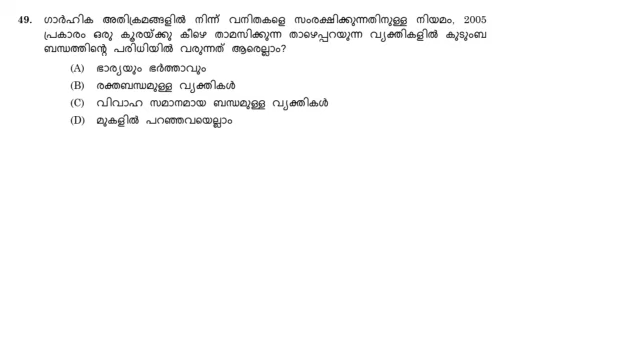 49. ഗാർഹിക അതിക്രമങ്ങളിൽ നിന്ന് വനിതകളെ സംരക്ഷിക്കുന്നതിനുള്ള നിയമം, 2005
പ്രകാരം ഒരു കൂരയ്ക്കു കീഴെ താമസിക്കുന്ന താഴെപ്പറയുന്ന വ്യക്തികളിൽ കുടുംബ
ബന്ധത്തിന്റെ പരിധിയിൽ വരുന്നത് ആരെല്ലാം?
(A) ഭാര്യയും ഭർത്താവും
(B) രക്തബന്ധമുള്ള വ്യക്തികൾ
(C) വിവാഹ സമാനമായ ബന്ധമുള്ള വ്യക്തികൾ
(D) മുകളിൽ പറഞ്ഞവയെല്ലാം